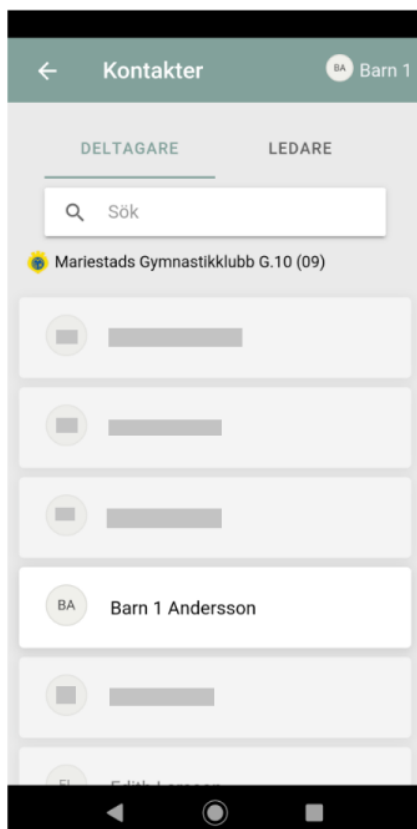 Kontakter
BA Barn 1
DELTAGARE LEDARE
Sök
Mariestads Gymnastikklubb G.10 (09)
BA Barn 1 Andersson